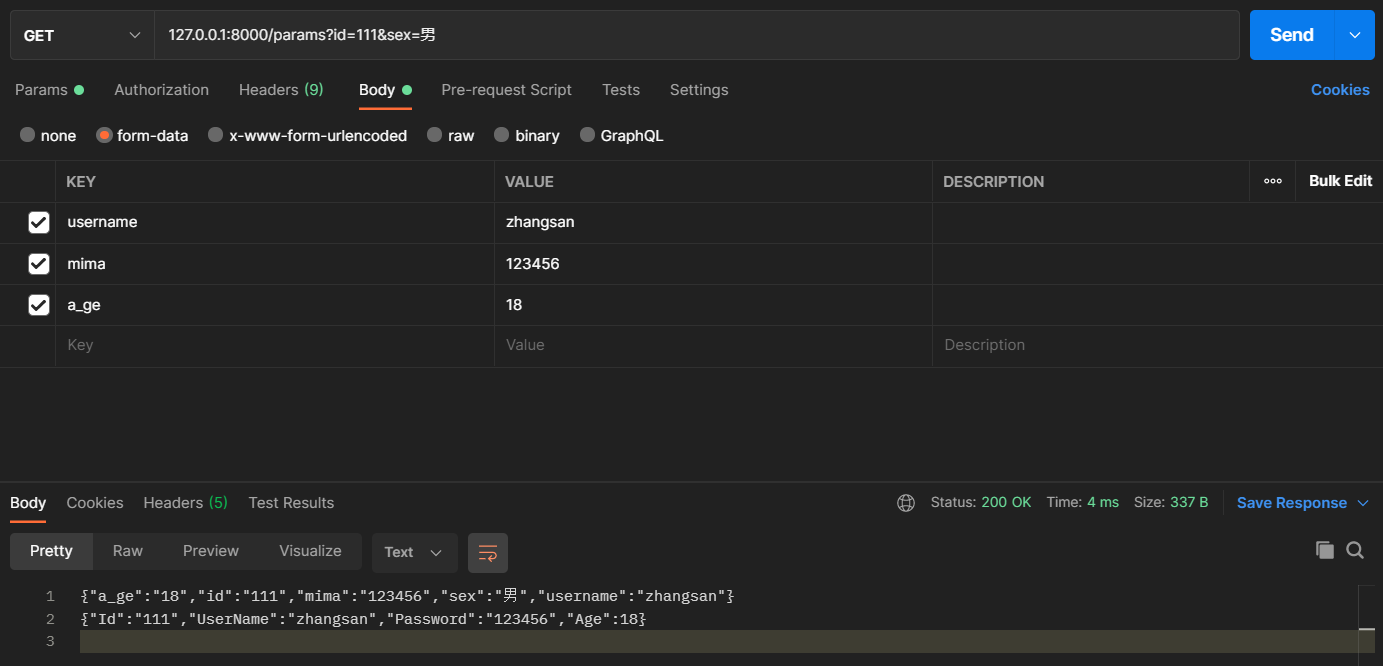 GET 127.0.0.1:8000/params?id=111&sex=男 Send
Params Authorization Headers (9) Body Pre-request Script Tests Settings Cookies
none form-data x-www-form-urlencoded raw binary GraphQL
KEY VALUE DESCRIPTION ooo Bulk Edit
username zhangsan
mima 123456
a_ge 18
Key Value Description
Body Cookies Headers (5) Test Results Status: 200 OK Time: 4 ms Size: 337 B Save Response
Pretty Raw Preview Visualize Text
1 {"a_ge":"18","id":"111","mima":"123456","sex":"男","username":"zhangsan"}
2 {"Id":"111","UserName":"zhangsan","Password":"123456","Age":18}
3